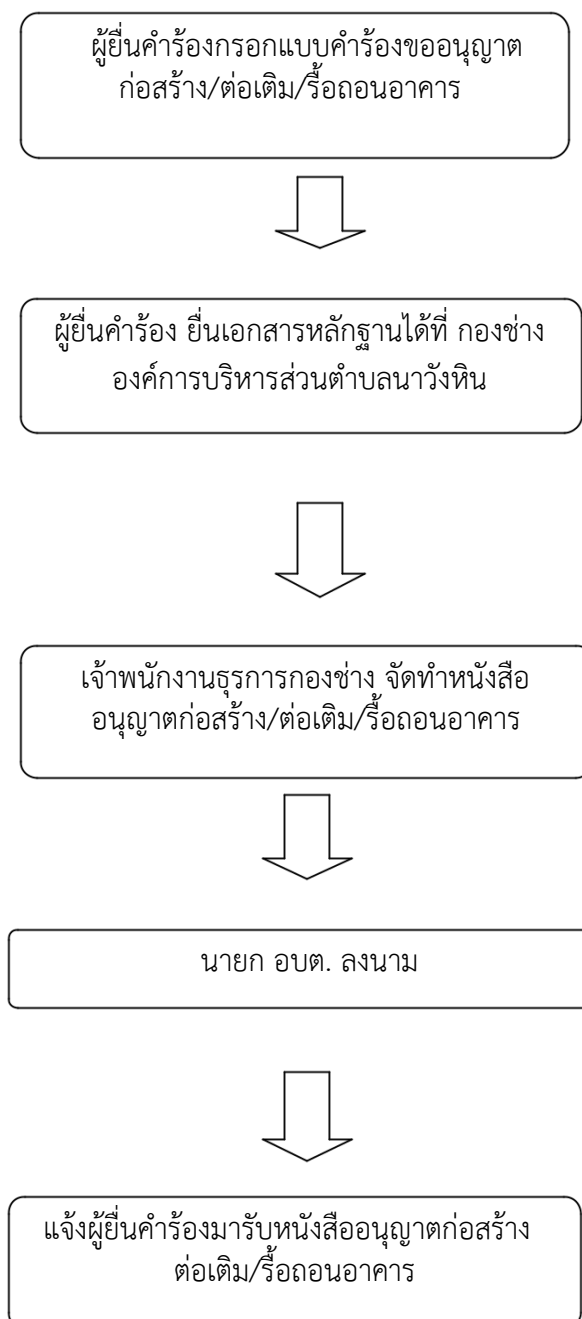 ผู้ยื่นคำร้องกรอกแบบคำร้องขออนุญาต
ก่อสร้าง/ต่อเติม/รื้อถอนอาคาร
ผู้ยื่นคำร้อง ยื่นเอกสารหลักฐานได้ที่ กองช่าง
องค์การบริหารส่วนตำบลนาวังหิน
เจ้าพนักงานธุรการกองช่าง จัดทำหนังสือ
อนุญาตก่อสร้าง/ต่อเติม/รื้อถอนอาคาร
นายก อบต. ลงนาม
แจ้งผู้ยื่นคำร้องมารับหนังสืออนุญาตก่อสร้าง
ต่อเติม/รื้อถอนอาคาร